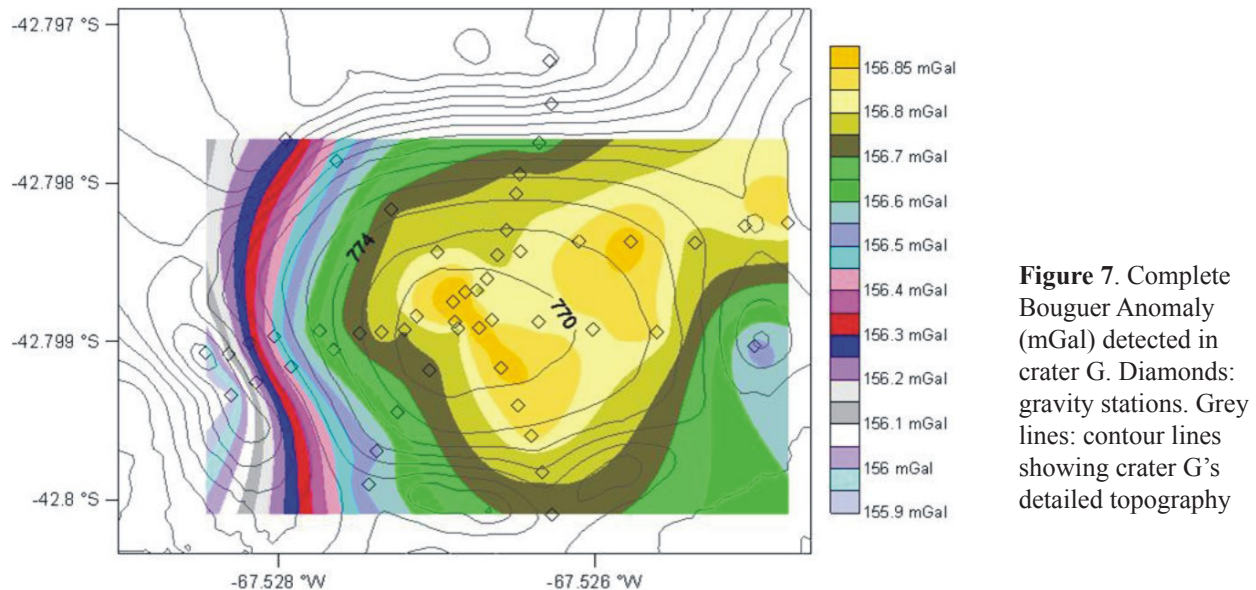 -42.797 °S
-42.798 °S
-42.799 °S
-42.8 °S
-67.528 °W
-67.526 °W
774
770
156.85 mGal
156.8 mGal
156.7 mGal
156.6 mGal
156.5 mGal
156.4 mGal
156.3 mGal
156.2 mGal
156.1 mGal
156 mGal
155.9 mGal
Figure 7. Complete
Bouguer Anomaly
(mGal) detected in
crater G. Diamonds:
gravity stations. Grey
lines: contour lines
showing crater G’s
detailed topography